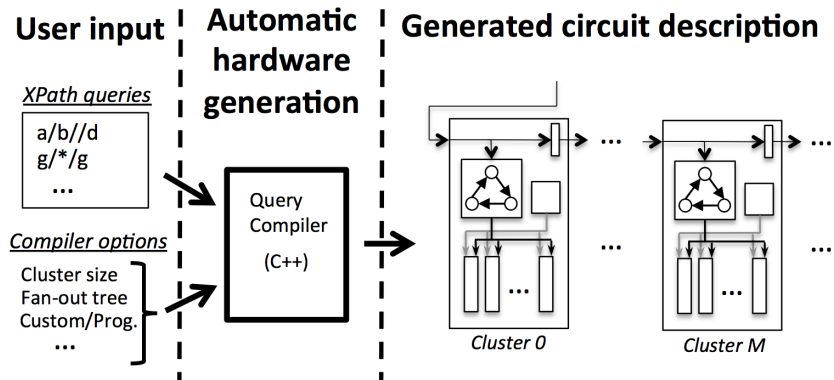 User input
Automatic
hardware
generation
Generated circuit description
XPath queries
a/b//d
g/*/g
...
Compiler options
Cluster size
Fan-out tree
Custom/Prog.
...
Query
Compiler
(C++)
...
...
...
...
...
...
Cluster 0
Cluster M